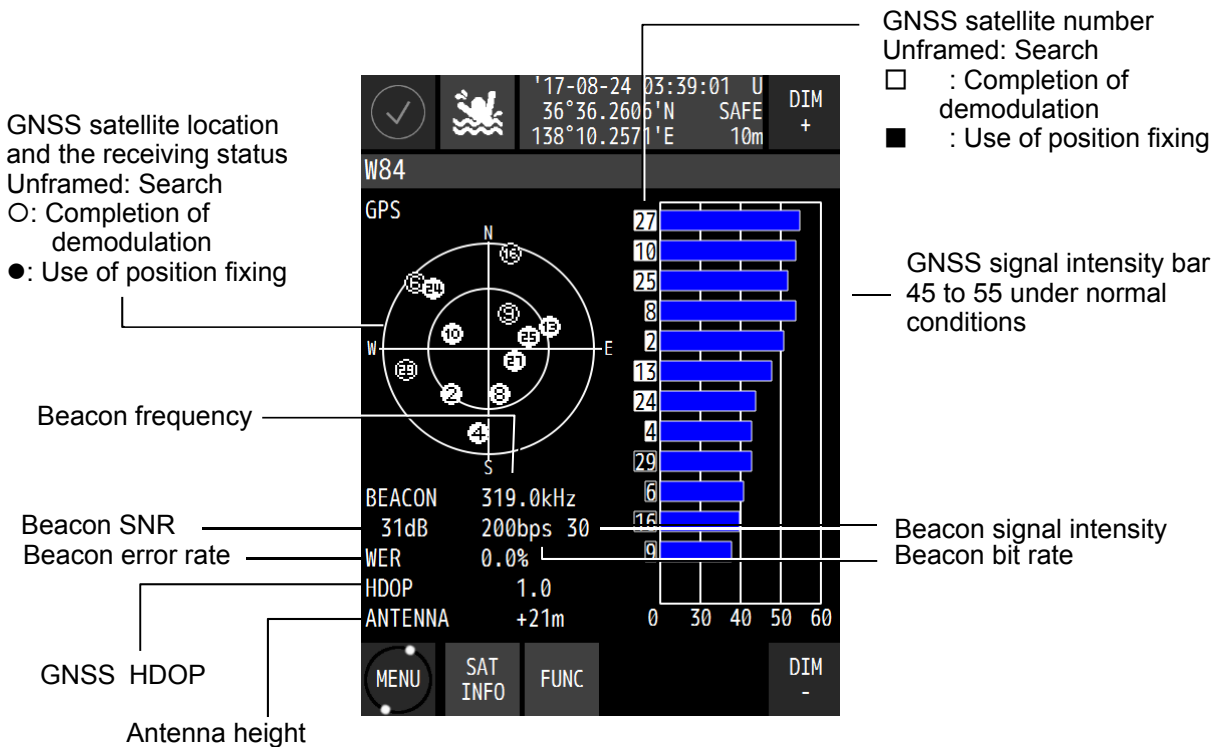 GNSS satellite number
Unframed: Search
□ : Completion of
demodulation
■ : Use of position fixing
GNSS satellite location
and the receiving status
Unframed: Search
○: Completion of
demodulation
●: Use of position fixing
'17-08-24 03:39:01 U
36°36.2605'N SAFE
138°10.2571'E 10m
DIM
+
W84
GPS
N
W
E
S
16
6
24
9
10
25
13
27
29
2
8
4
27
10
25
8
2
13
24
4
29
6
16
9
0 30 40 50 60
GNSS signal intensity bar
45 to 55 under normal
conditions
Beacon frequency
BEACON 319.0kHz
31dB 200bps 30
WER 0.0%
HDOP 1.0
ANTENNA +21m
Beacon SNR
Beacon error rate
Beacon signal intensity
Beacon bit rate
GNSS HDOP
Antenna height
MENU
SAT
INFO
FUNC
DIM
-